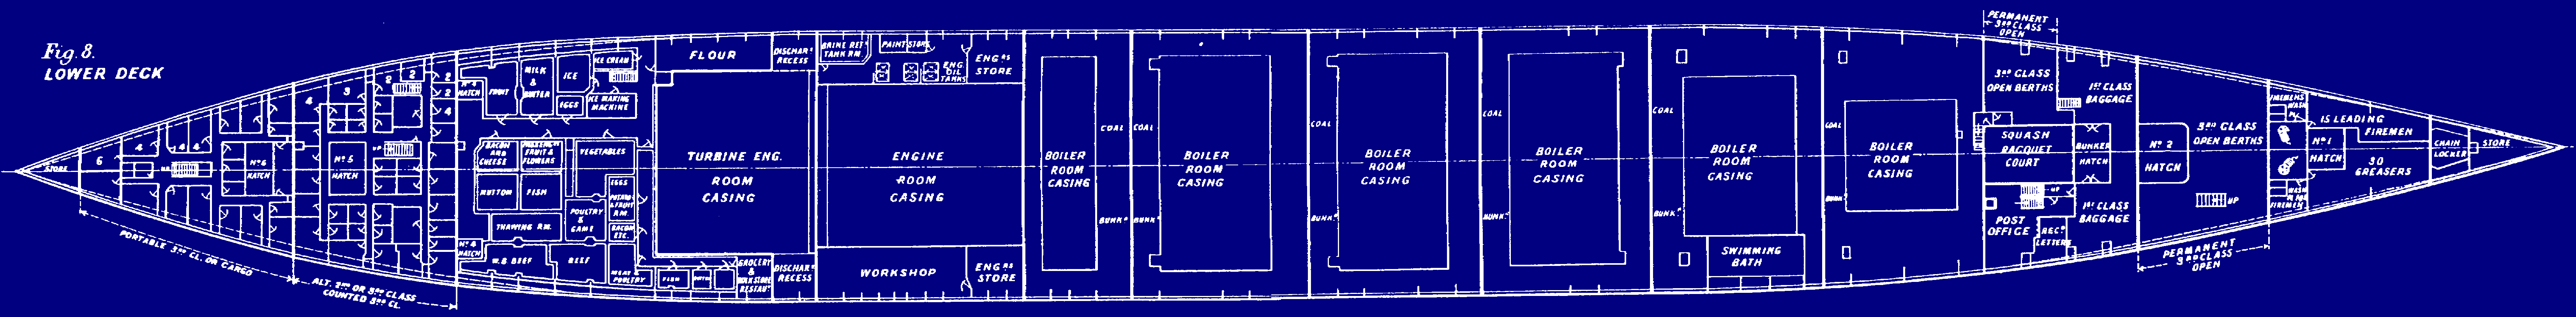 Fig. 8.
LOWER DECK
STORE
6
4
4
4
4
UP
PORTABLE 3RD CL. OR CARGO
No 6
HATCH
4
3
No 5
HATCH
2
2
UP
2
2
4
ALT. 2ND OR 3RD CLASS
COUNTED 3RD CL.
No 4
HATCH
FRUIT
MILK
&
BUTTER
ICE
ICE CREAM
EGGS
ICE MAKING
MACHINE
BACON
AND
CHEESE
FRUIT &
FLOWERS
VEGETABLES
MUTTON
FISH
EGGS
POULTRY
&
GAME
& FRUIT
RM.
BACON
ETC.
THAWING RM.
No 4
HATCH
W.B BEEF
BEEF
MEAT &
POULTRY
FISH
GROCERY
&
FLOUR
DISCHARE
RECESS
TURBINE ENG.
ROOM
CASING
DISCHARE
RECESS
BRINE RETN
TANK RM
PAINT STORE
ENG.
OIL
TANKS
ENGRS
STORE
ENGINE
ROOM
CASING
WORKSHOP
ENGRS
STORE
BOILER
ROOM
CASING
COAL
BUNKR
COAL
BUNKR
BOILER
ROOM
CASING
COAL
BUNKR
BOILER
ROOM
CASING
COAL
BUNKR
BOILER
ROOM
CASING
COAL
BUNKR
BOILER
ROOM
CASING
SWIMMING
BATH
COAL
BUNKR
BOILER
ROOM
CASING
PERMANENT
3RD CLASS
OPEN
3RD CLASS
OPEN BERTHS
1ST CLASS
BAGGAGE
SQUASH
RACQUET
COURT
BUNKER
HATCH
UP
POST
OFFICE
REGD
LETTERS
1ST CLASS
BAGGAGE
No 2
HATCH
3RD CLASS
OPEN BERTHS
UP
PERMANENT
3RD CLASS
OPEN
FIREMENS
WASH
15 LEADING
FIREMEN
No 1
HATCH
30
GREASERS
WASH
FIREMEN
CHAIN
LOCKER
STORE